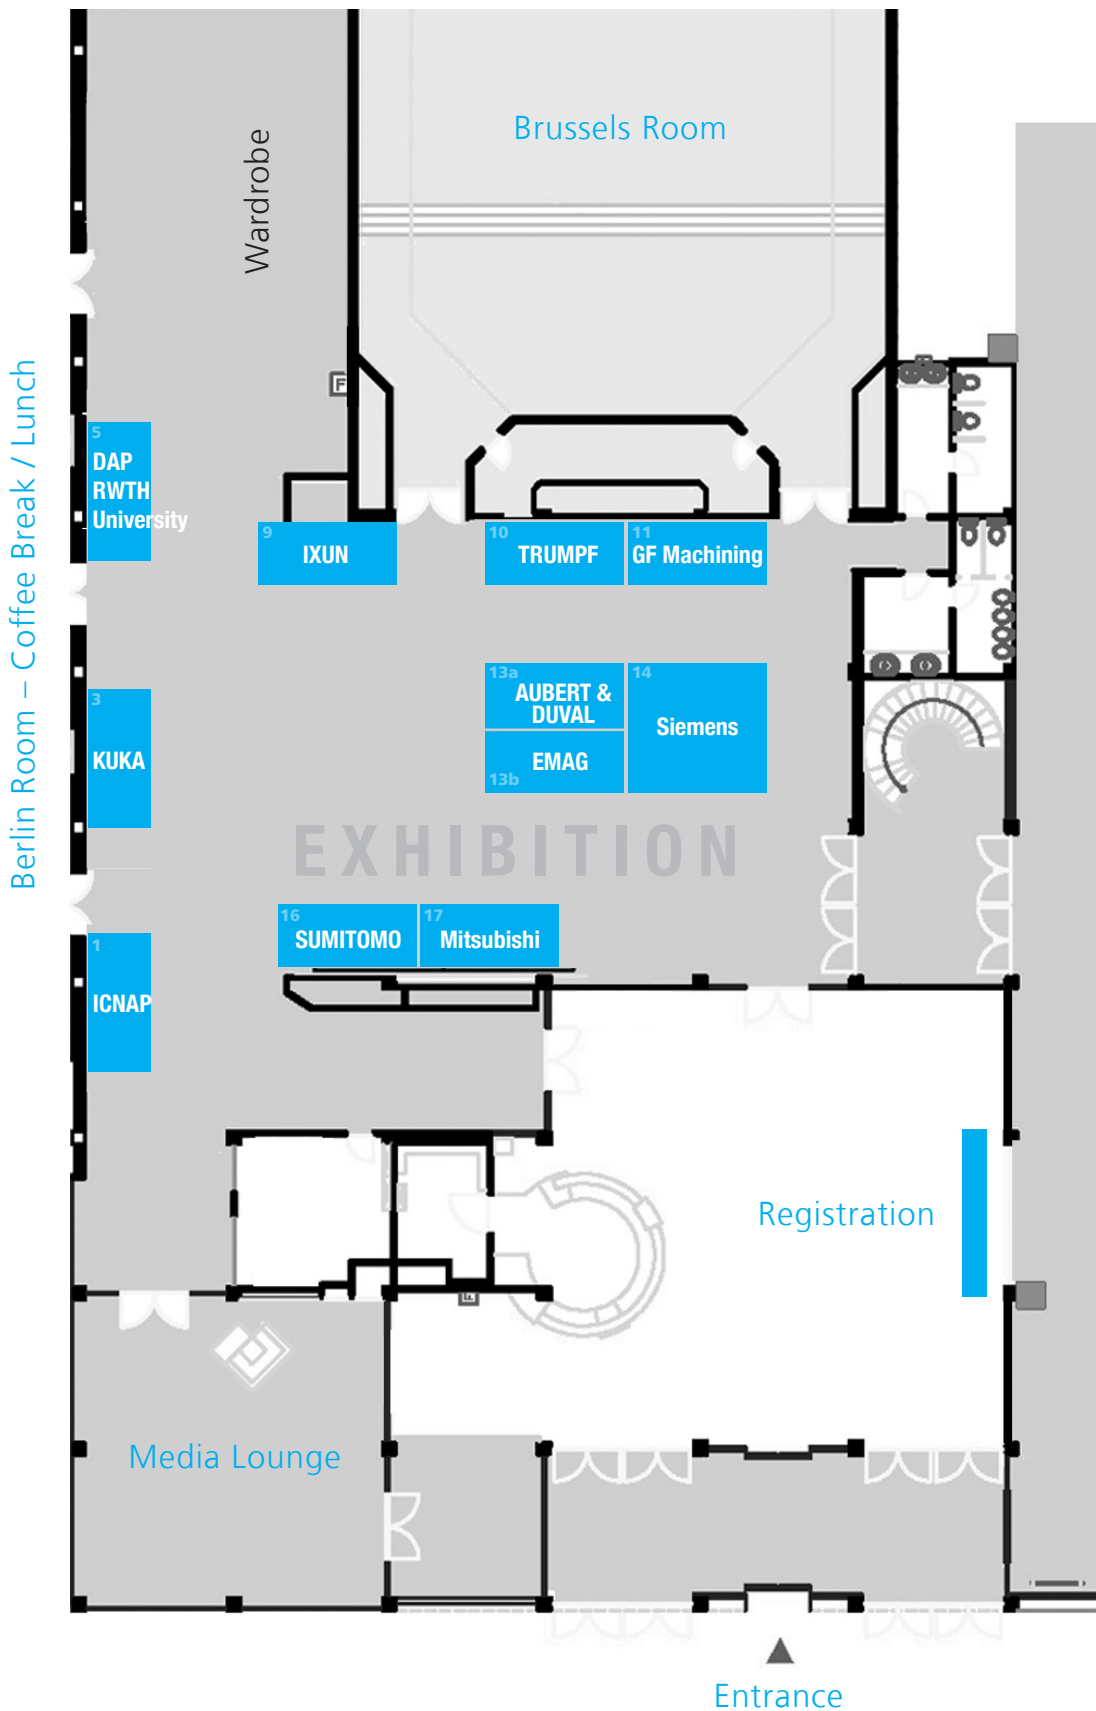 Brussels Room
Wardrobe
F
Berlin Room – Coffee Break / Lunch
5
DAP
RWTH
University
9
IXUN
10
TRUMPF
11
GF Machining
3
KUKA
13a
AUBERT &
DUVAL
14
Siemens
EMAG
13b
EXHIBITION
16
SUMITOMO
17
Mitsubishi
1
ICNAP
Registration
Media Lounge
Entrance